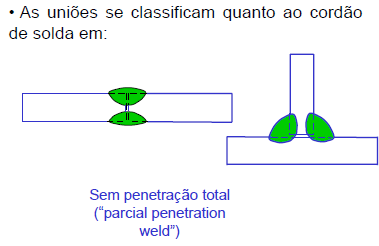 • As uniões se classificam quanto ao cordão
de solda em:
Sem penetração total
(“parcial penetration
weld”)